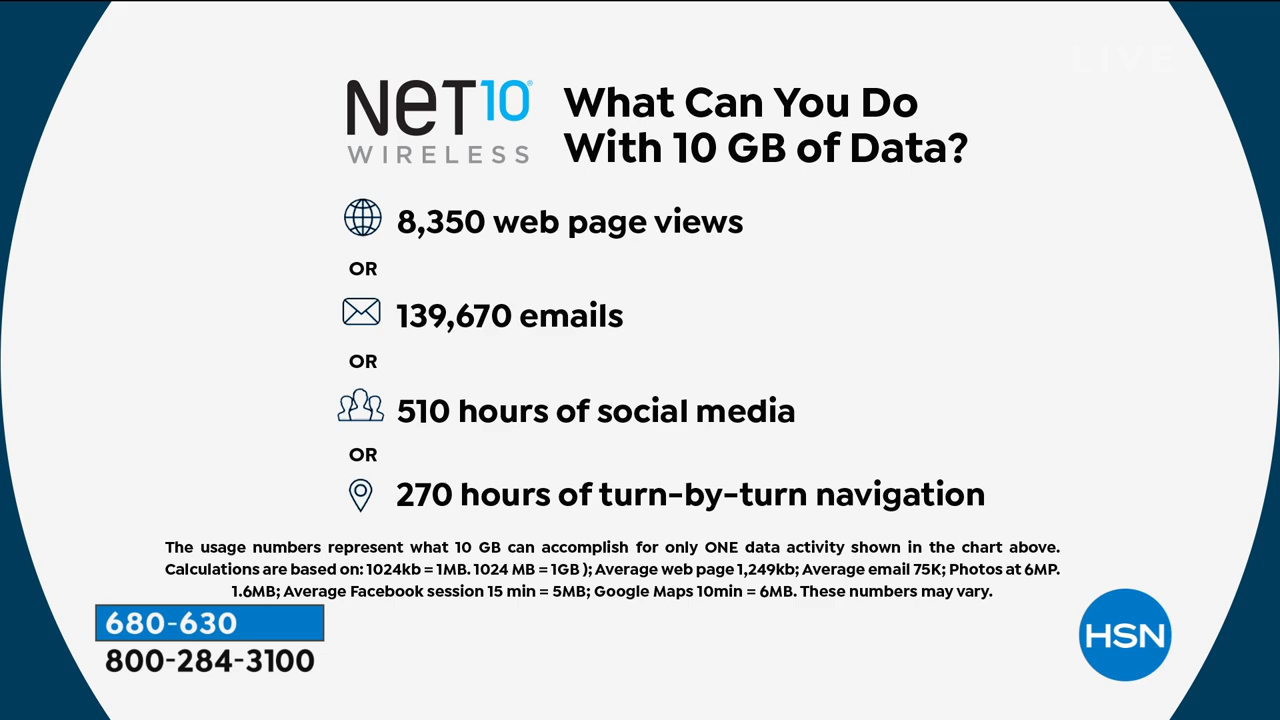 NET10®
WIRELESS
What Can You Do
With 10 GB of Data?
LIVE
8,350 web page views
OR
139,670 emails
OR
510 hours of social media
OR
270 hours of turn-by-turn navigation
The usage numbers represent what 10 GB can accomplish for only ONE data activity shown in the chart above.
Calculations are based on: 1024kb = 1MB. 1024 MB = 1GB ); Average web page 1,249kb; Average email 75K; Photos at 6MP.
1.6MB; Average Facebook session 15 min = 5MB; Google Maps 10min = 6MB. These numbers may vary.
680-630
800-284-3100
HSN